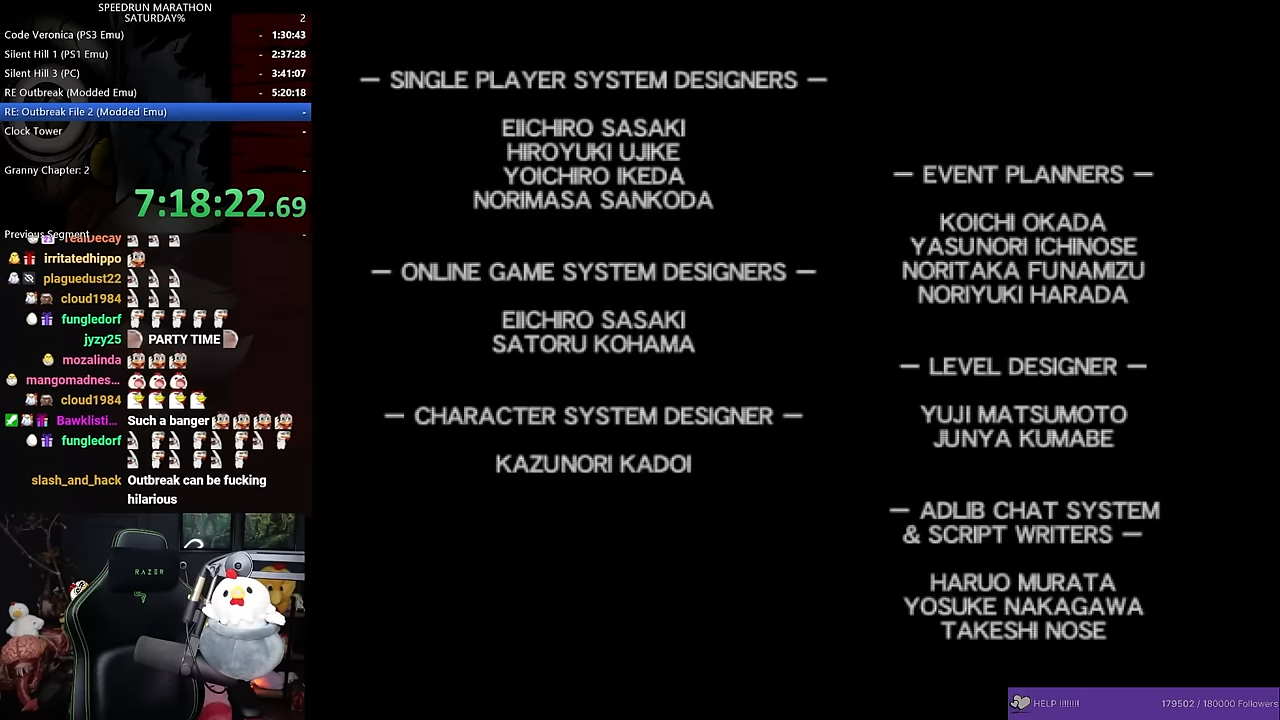 SPEEDRUN MARATHON
SATURDAY%
2
Code Veronica (PS3 Emu) - 1:30:43
Silent Hill 1 (PS1 Emu) - 2:37:28
Silent Hill 3 (PC) - 3:41:07
RE Outbreak (Modded Emu) - 5:20:18
RE: Outbreak File 2 (Modded Emu) -
Clock Tower -
Granny Chapter: 2 -
7:18:22.69
Previous Segment -
realDecay
irritatedhippo
plaguedust22
cloud1984
fungledorf
jyzy25 PARTY TIME
mozalinda
mangomadnes...
cloud1984
Bawklisti... Such a banger
fungledorf
slash_and_hack Outbreak can be fucking
hilarious
RAZER
— SINGLE PLAYER SYSTEM DESIGNERS —
EIICHIRO SASAKI
HIROYUKI UJIKE
YOICHIRO IKEDA
NORIMASA SANKODA
— ONLINE GAME SYSTEM DESIGNERS —
EIICHIRO SASAKI
SATORU KOHAMA
— CHARACTER SYSTEM DESIGNER —
KAZUNORI KADOI
— EVENT PLANNERS —
KOICHI OKADA
YASUNORI ICHINOSE
NORITAKA FUNAMIZU
NORIYUKI HARADA
— LEVEL DESIGNER —
YUJI MATSUMOTO
JUNYA KUMABE
— ADLIB CHAT SYSTEM
& SCRIPT WRITERS —
HARUO MURATA
YOSUKE NAKAGAWA
TAKESHI NOSE
HELP !!!!!!! 179502 / 180000 Followers